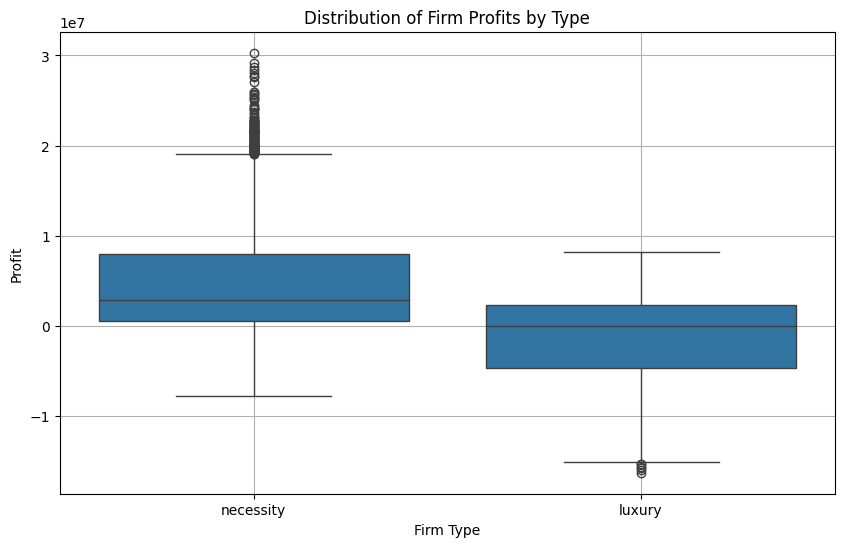 Distribution of Firm Profits by Type
1e7
3
2
1
0
−1
Profit
necessity luxury
Firm Type